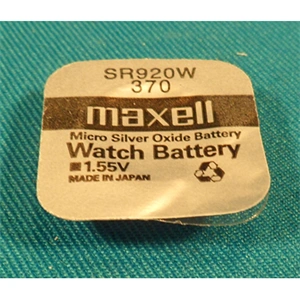 SR920W
370
maxell
Micro Silver Oxide Battery
Watch Battery
1.55V
MADE IN JAPAN